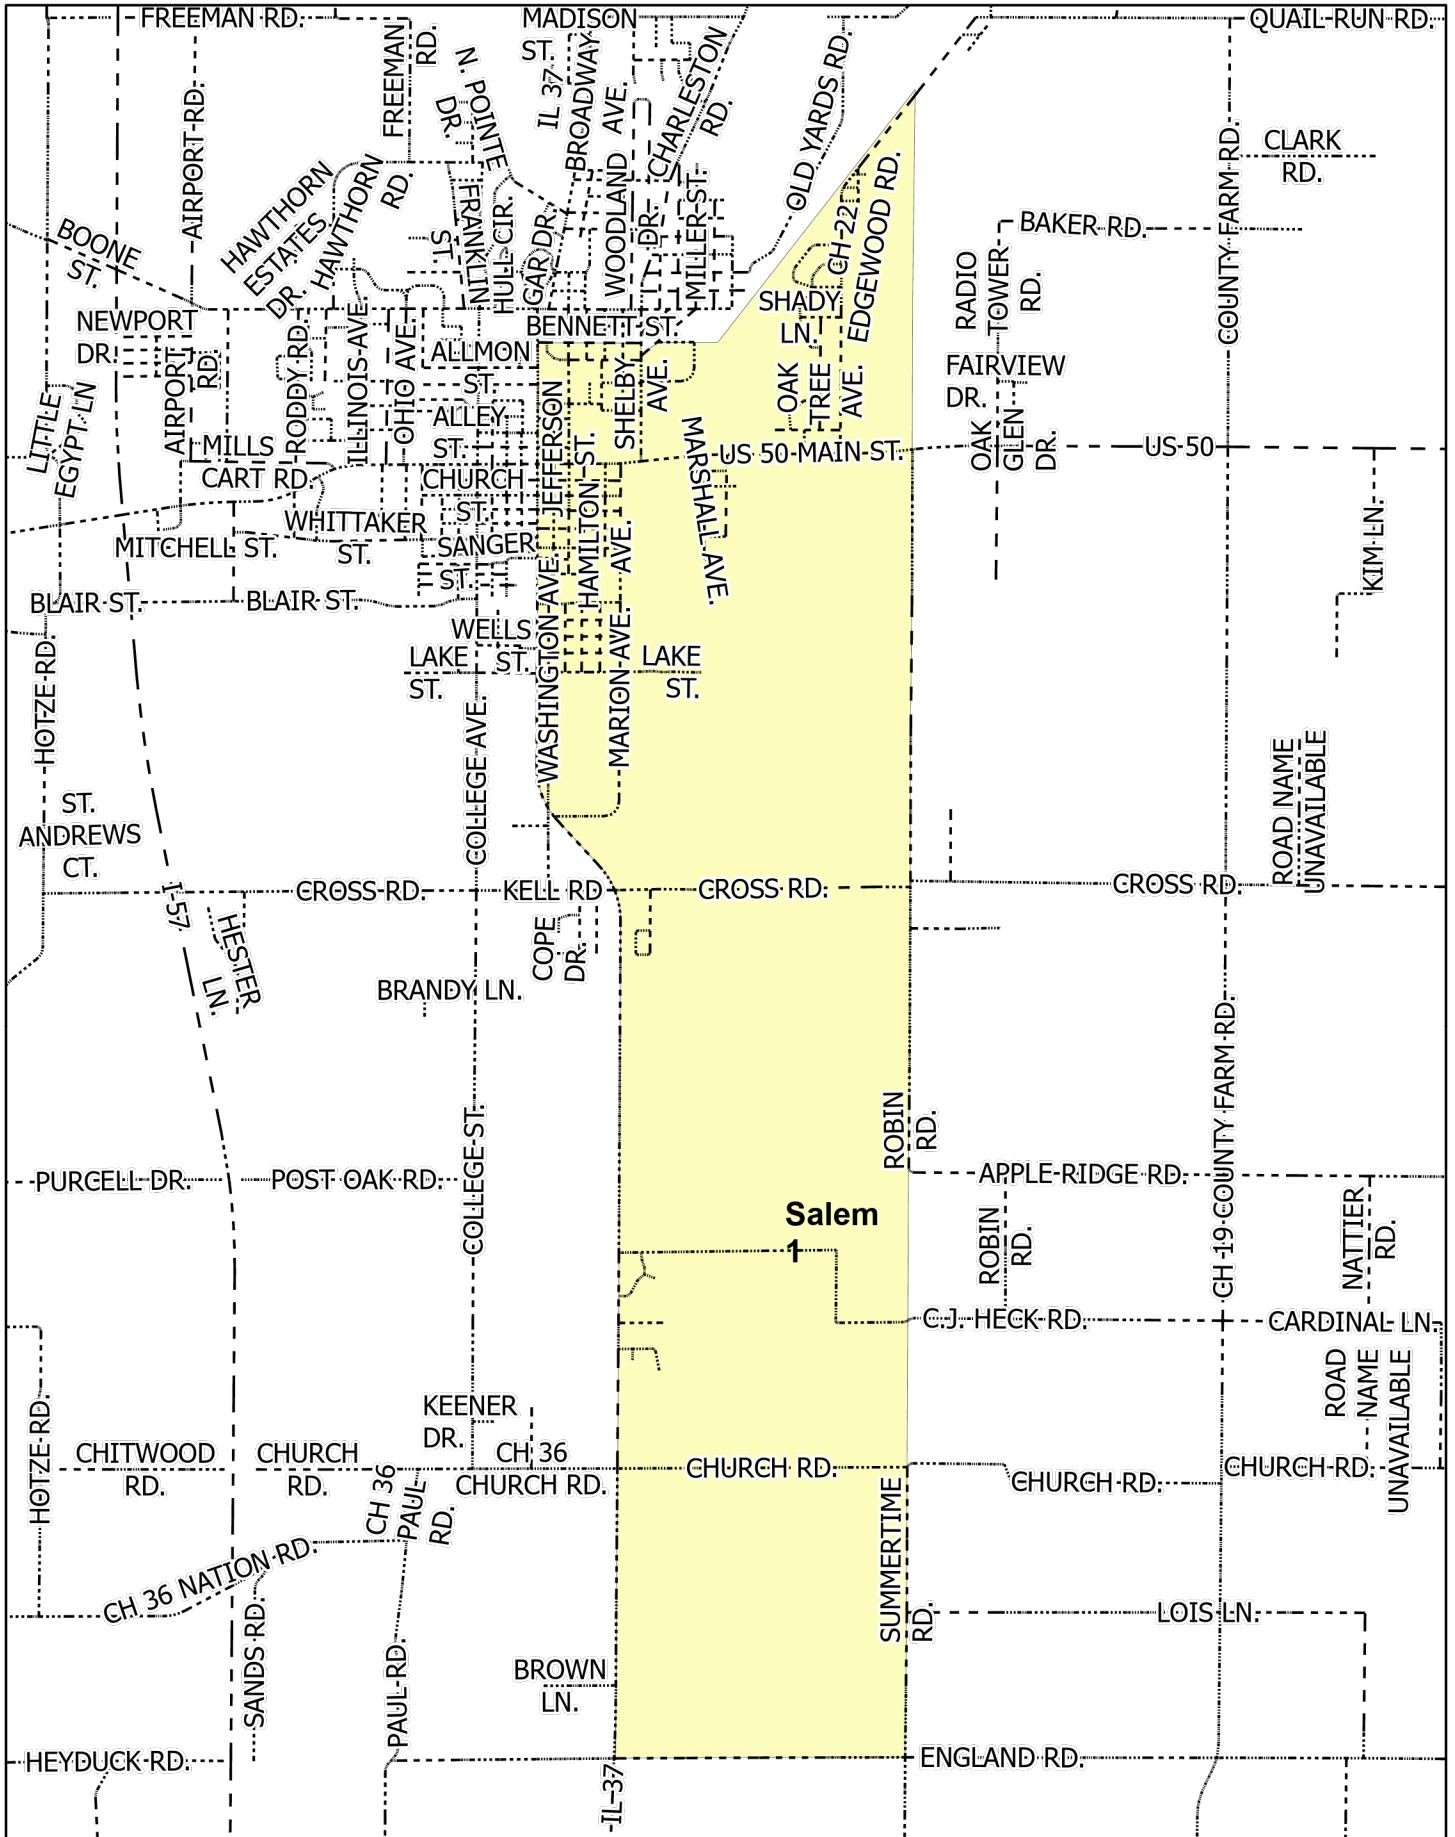 FREEMAN RD.
MADISON
ST.
QUAIL RUN RD.
FREEMAN
RD.
N. POINTE
DR.
IL 37
BROADWAY
WOODLAND AVE.
DR.
CHARLESTON
RD.
OLD YARDS RD.
AIRPORT RD.
COUNTY FARM RD.
CLARK
RD.
HAWTHORN
ESTATES
DR.
HAWTHORN
RD.
FRANKLIN
ST.
HULL CIR.
GARY DR.
MILLER ST.
CH 22
EDGEWOOD RD.
BAKER RD.
BOONE
ST.
RADIO
TOWER
RD.
SHADY
LN.
NEWPORT
DR.
BENNETT ST.
AIRPORT
RD.
RODDY RD.
ILLINOIS AVE.
OHIO AVE.
ALLMON
ST.
FAIRVIEW
DR.
SHELBY
AVE.
OAK
TREE
AVE.
LITTLE
EGYPT LN
ALLEY
ST.
JEFFERSON
MILLS
CART RD.
HAMILTON ST.
MARSHALL AVE.
US 50 MAIN ST.
OAK
GLEN
DR.
US 50
CHURCH
ST.
WHITTAKER
ST.
MITCHELL ST.
SANGER
ST.
MARION AVE.
AVE.
KIM LN.
BLAIR ST.
BLAIR ST.
WELLS
ST.
LAKE
ST.
LAKE
ST.
WASHINGTON AVE.
HOTZE RD.
COLLEGE AVE.
ROAD NAME
UNAVAILABLE
ST.
ANDREWS
CT.
I-57
CROSS RD.
KELL RD
CROSS RD.
CROSS RD.
HESTER
LN.
COPE
DR.
BRANDY LN.
CH 19 COUNTY FARM RD.
COLLEGE ST.
ROBIN
RD.
PURCELL DR.
POST OAK RD.
APPLE RIDGE RD.
Salem
1
ROBIN
RD.
NATTIER
RD.
C.J. HECK RD.
CARDINAL LN.
ROAD
NAME
UNAVAILABLE
HOTZE RD.
KEENER
DR.
CHITWOOD
RD.
CHURCH
RD.
CH 36
PAUL
RD.
CH 36
CHURCH RD.
CHURCH RD.
CHURCH RD.
CHURCH RD.
SUMMERTIME
RD.
CH 36 NATION RD.
SANDS RD.
PAUL RD.
LOIS LN.
BROWN
LN.
HEYDUCK RD.
ENGLAND RD.
IL 37